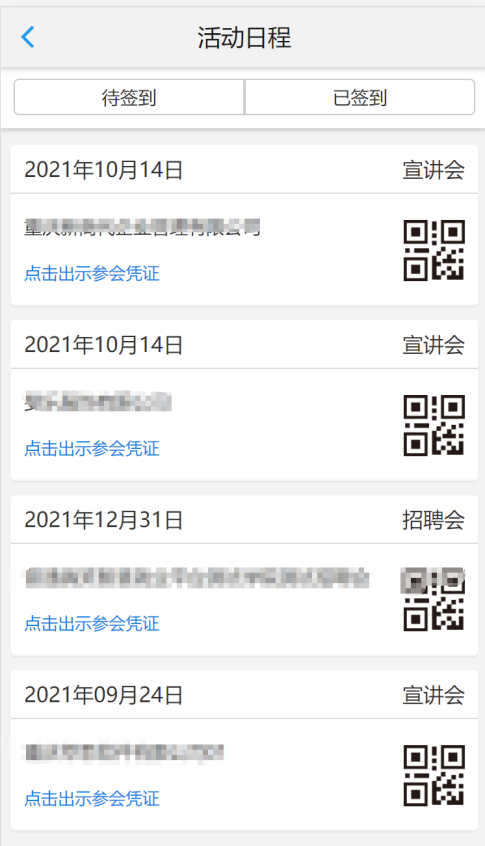 活动日程
待签到
已签到
2021年10月14日
宣讲会
点击出示参会凭证
2021年10月14日
宣讲会
点击出示参会凭证
2021年12月31日
招聘会
点击出示参会凭证
2021年09月24日
宣讲会
点击出示参会凭证